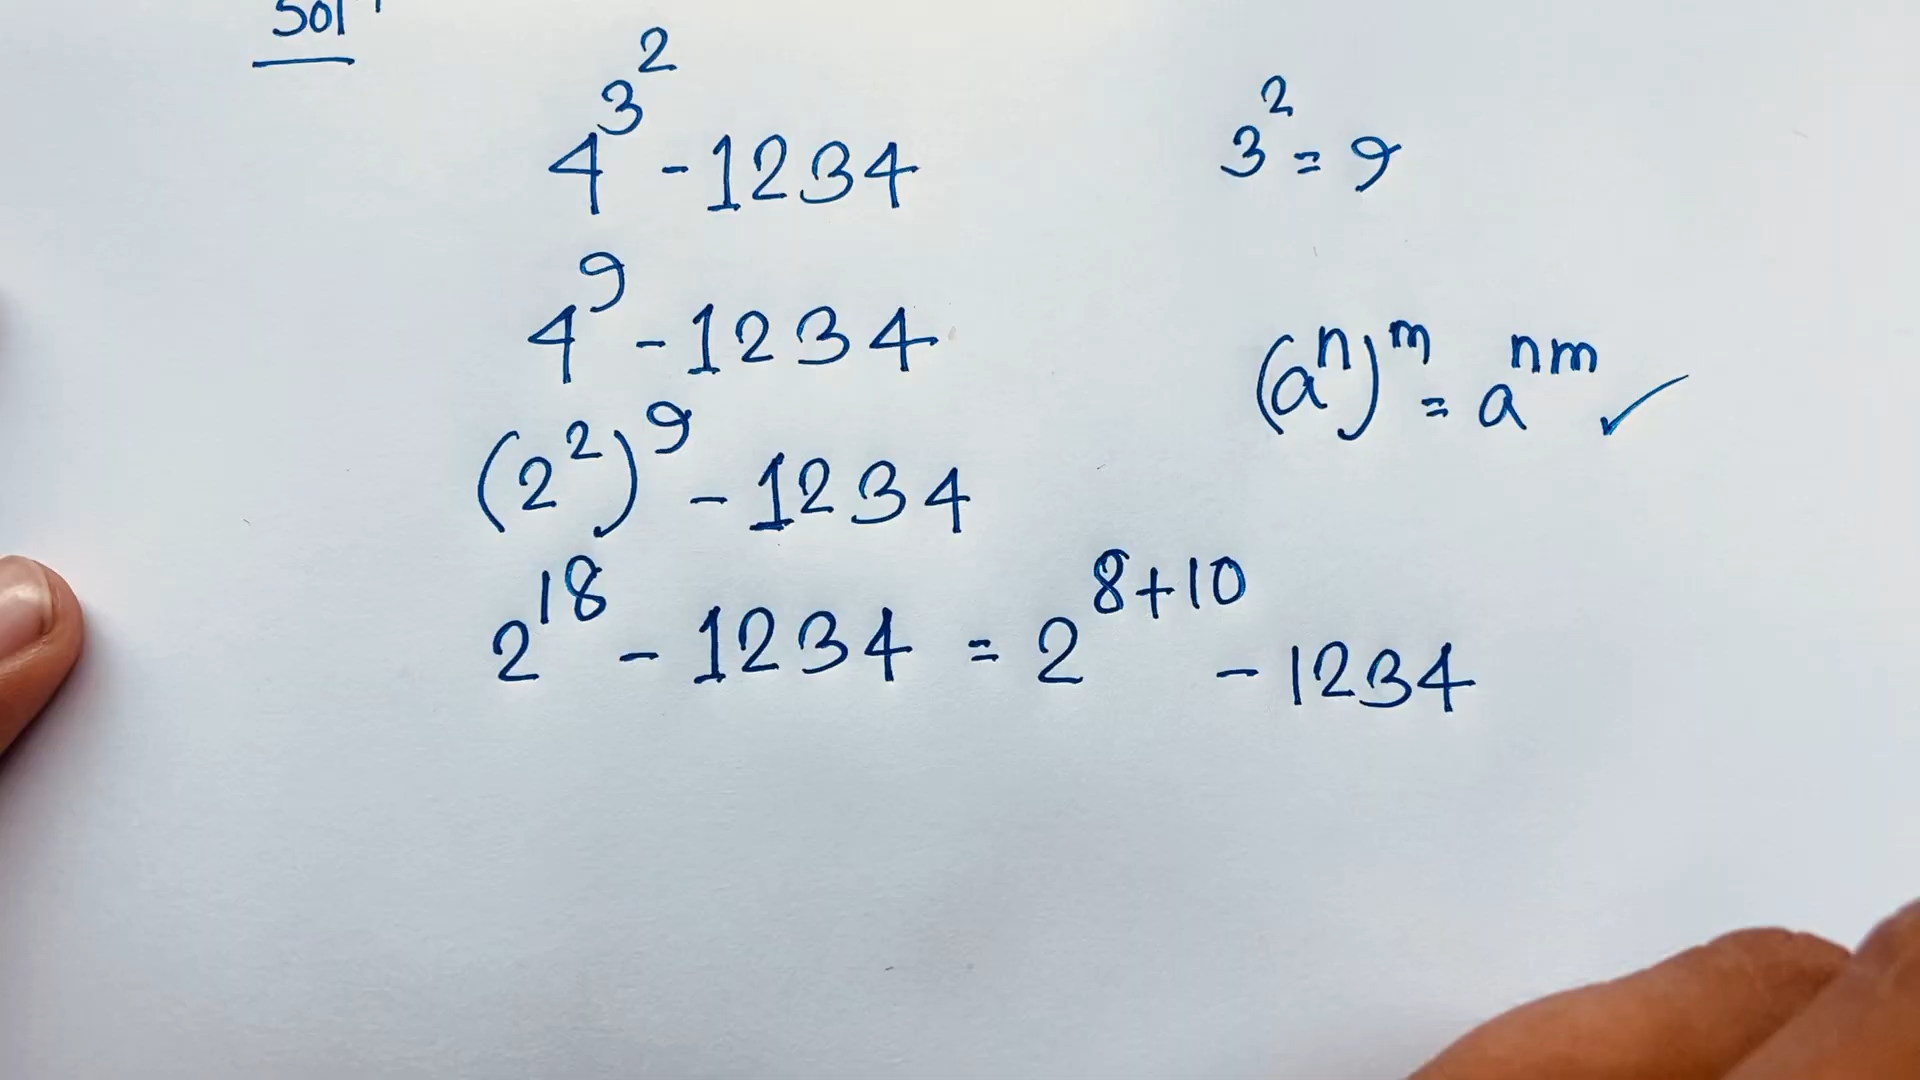 Sol
4^3^2 - 1234
3^2 = 9
4^9 - 1234
(a^n)^m = a^nm ✓
(2^2)^9 - 1234
2^18 - 1234 = 2^8+10 - 1234